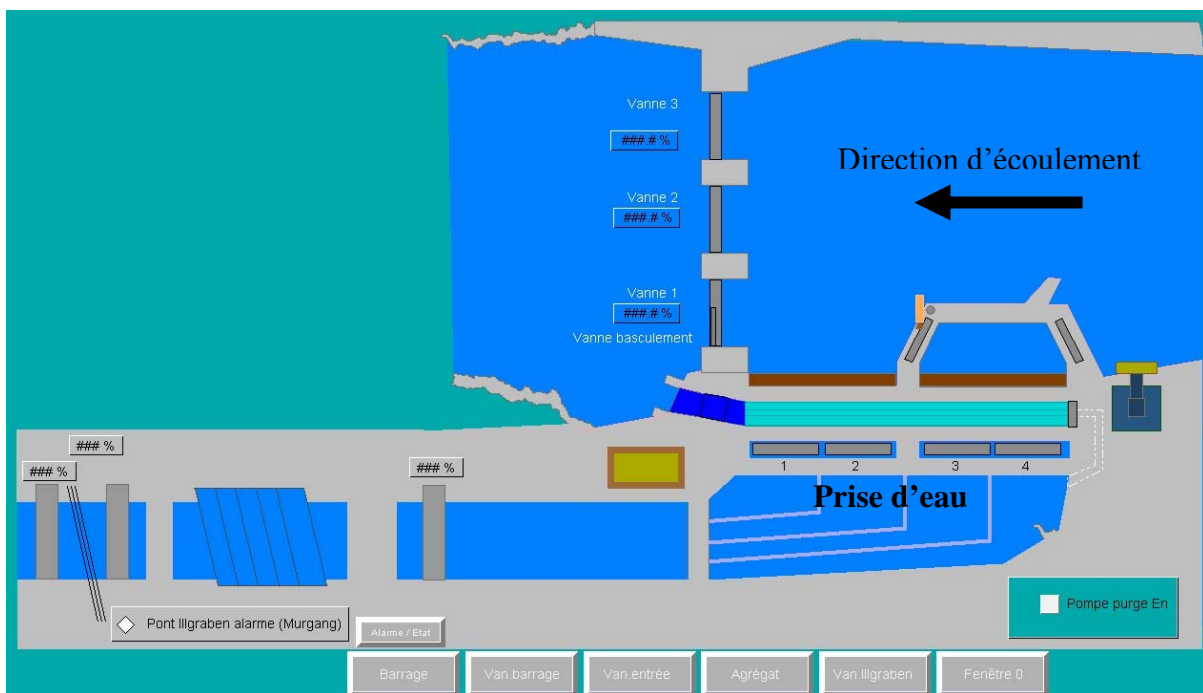 Vanne 3
###.# %
Direction d'écoulement
Vanne 2
###.# %
Vanne 1
###.# %
Vanne basculement
1 2 3 4
### %
### %
### %
Prise d'eau
Pompe purge En
Pont Illgraben alarme (Murgang)
Alarme / Etat
Barrage
Van.barrage
Van.entrée
Agrégat
Van.Illgraben
Fenêtre 0